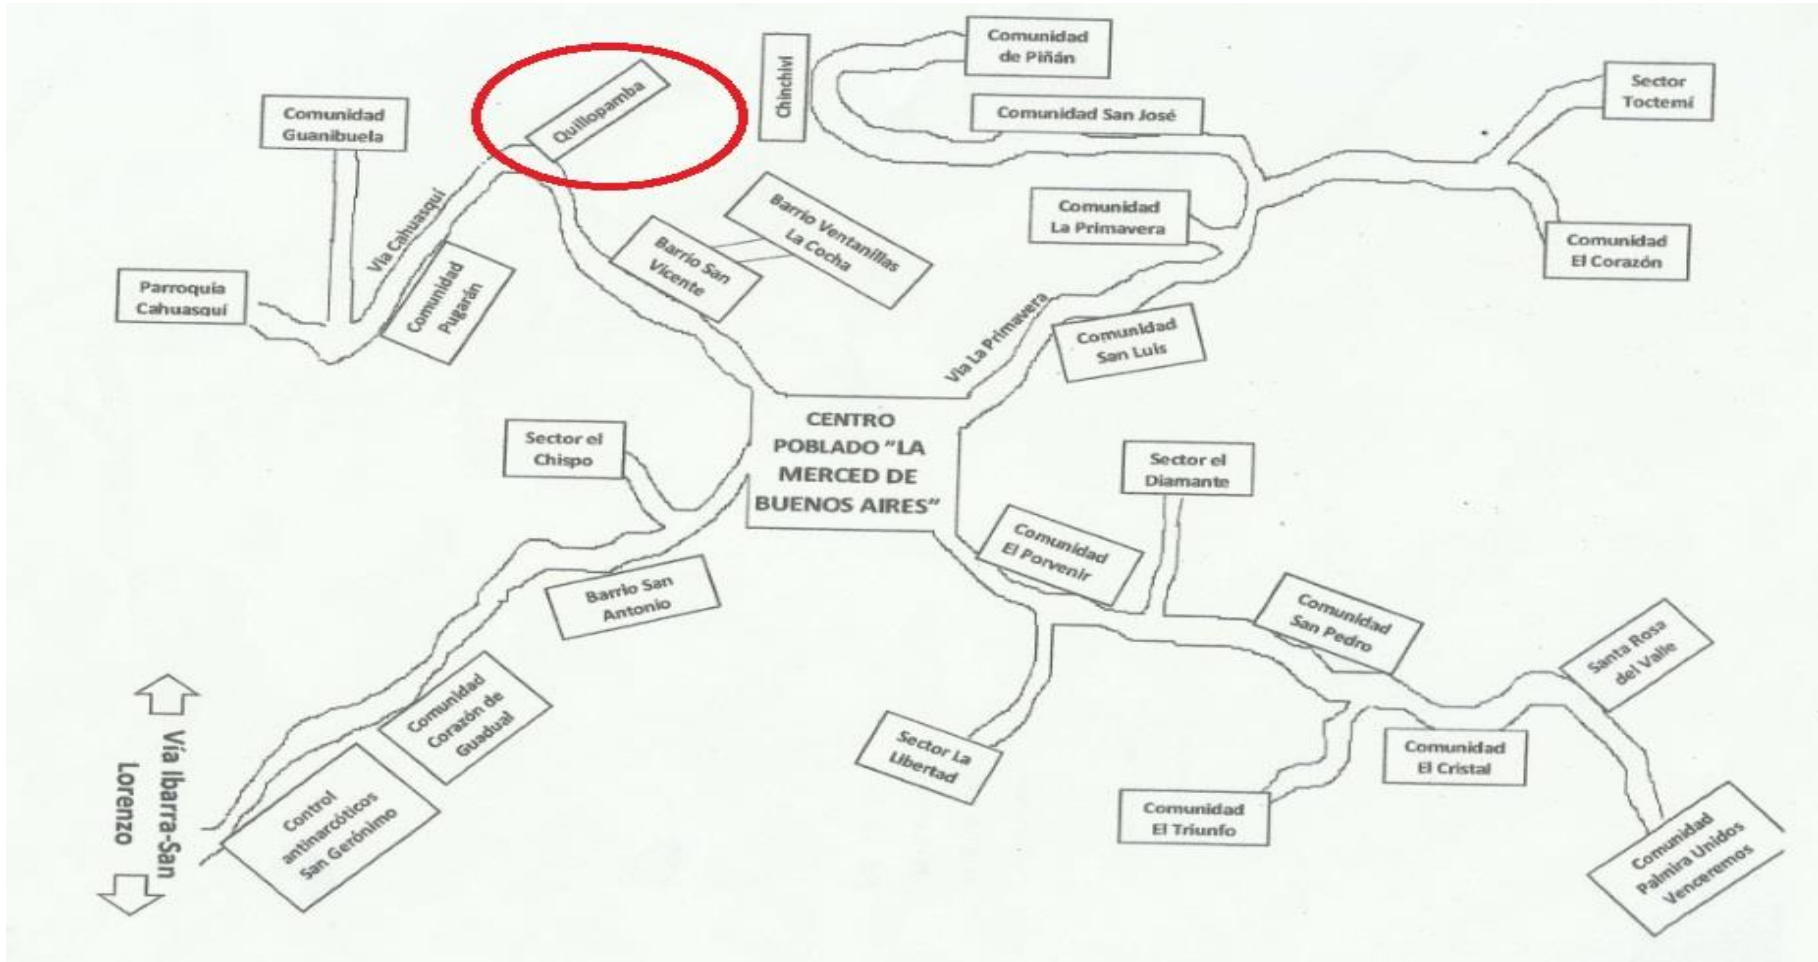 Comunidad
de Piñán
Chinchiví
Comunidad San José
Sector
Toctemí
Comunidad
Guanibuela
Quillopamba
Vía Cahuasquí
Barrio Ventanillas
La Cocha
Barrio San
Vicente
Comunidad
La Primavera
Comunidad
El Corazón
Parroquia
Cahuasquí
Comunidad
Pugarán
Vía La Primavera
Comunidad
San Luis
CENTRO
POBLADO "LA
MERCED DE
BUENOS AIRES"
Sector el
Chispo
Sector el
Diamante
Comunidad
El Porvenir
Barrio San
Antonio
Comunidad
San Pedro
Santa Rosa
del Valle
Comunidad
Corazón de
Guadual
Sector La
Libertad
Comunidad
El Cristal
Comunidad
El Triunfo
Control
antinarcóticos
San Gerónimo
Comunidad
Palmira Unidos
Venceremos
Vía Ibarra-San
Lorenzo